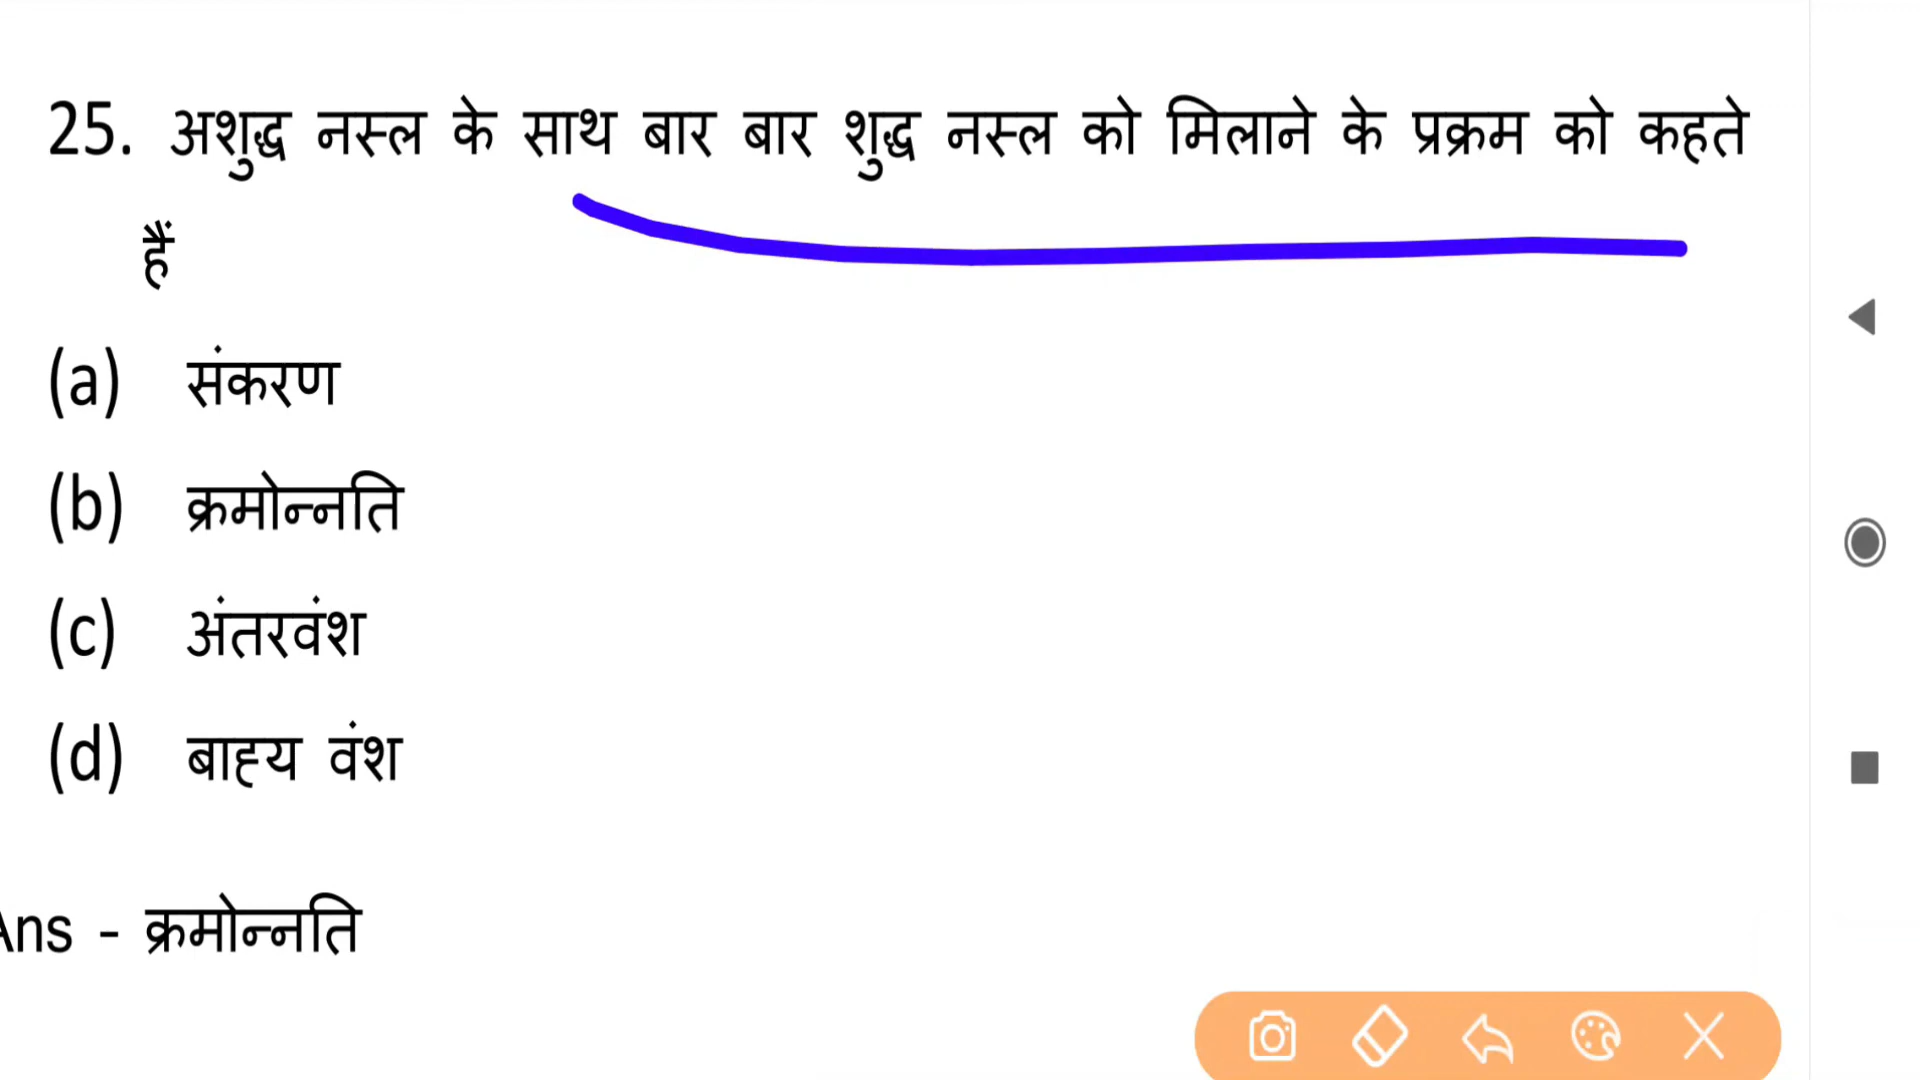 25. अशुद्ध नस्ल के साथ बार बार शुद्ध नस्ल को मिलाने के प्रक्रम को कहते
हैं
(a) संकरण
(b) क्रमोन्नति
(c) अंतरवंश
(d) बाह्य वंश
Ans - क्रमोन्नति